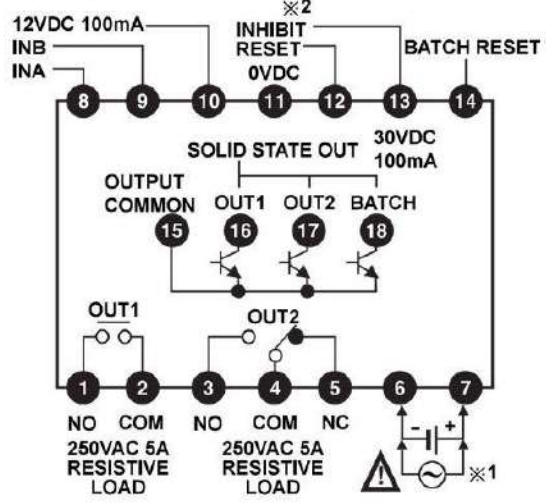 ※2
12VDC 100mA
INHIBIT
INB
RESET
BATCH RESET
INA
0VDC
8 9 10 11 12 13 14
SOLID STATE OUT
30VDC
100mA
OUTPUT
COMMON
OUT1 OUT2 BATCH
15 16 17 18
OUT1
OUT2
1 2 3 4 5 6 7
NO COM NO COM NC
- +
250VAC 5A
RESISTIVE
LOAD
250VAC 5A
RESISTIVE
LOAD
※1